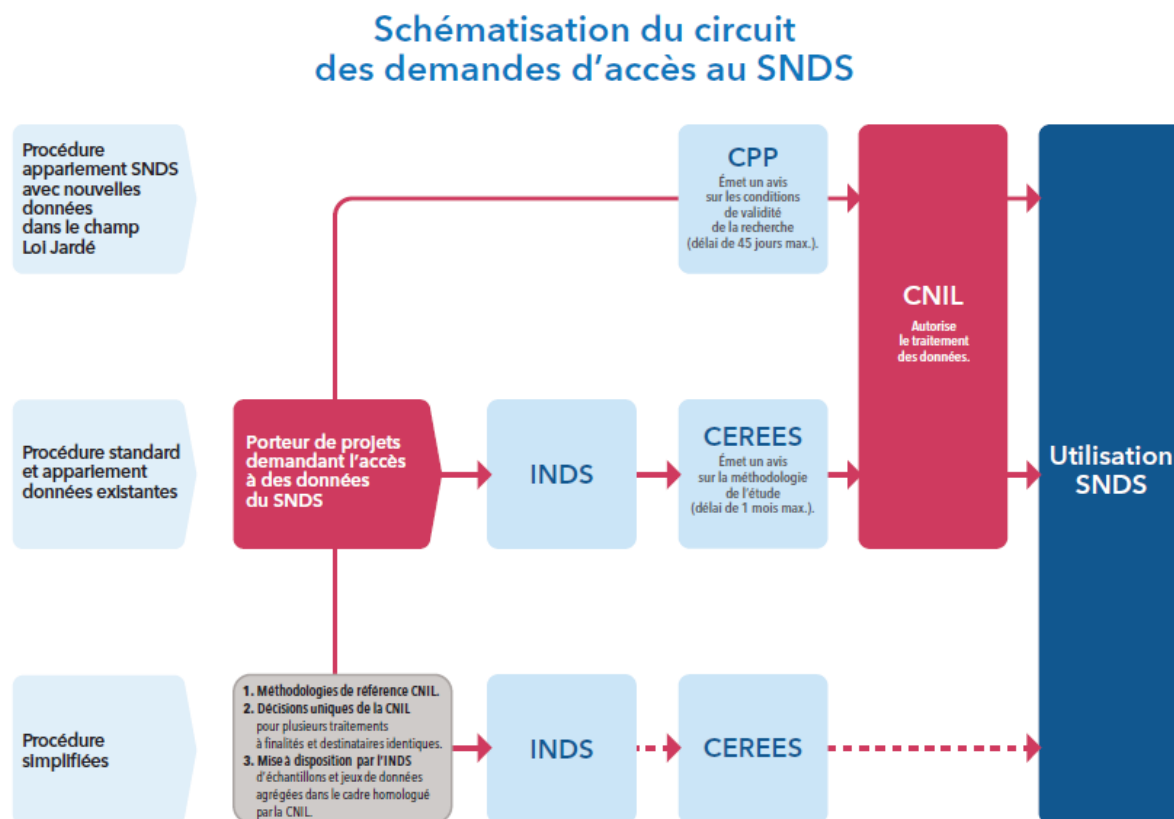 Schématisation du circuit
des demandes d'accès au SNDS
Procédure
appariement SNDS
avec nouvelles
données
dans le champ
Loi Jardé
CPP
Émet un avis
sur les conditions
de validité
de la recherche
(délai de 45 jours max.).
CNIL
Autorise
le traitement
des données.
Utilisation
SNDS
Procédure standard
et appariement
données existantes
Porteur de projets
demandant l'accès
à des données
du SNDS
INDS
CEREES
Émet un avis
sur la méthodologie
de l'étude
(délai de 1 mois max.).
Procédure
simplifiées
1. Méthodologies de référence CNIL.
2. Décisions uniques de la CNIL
pour plusieurs traitements
à finalités et destinataires identiques.
3. Mise à disposition par l'INDS
d'échantillons et jeux de données
agrégées dans le cadre homologué
par la CNIL.
INDS
CEREES